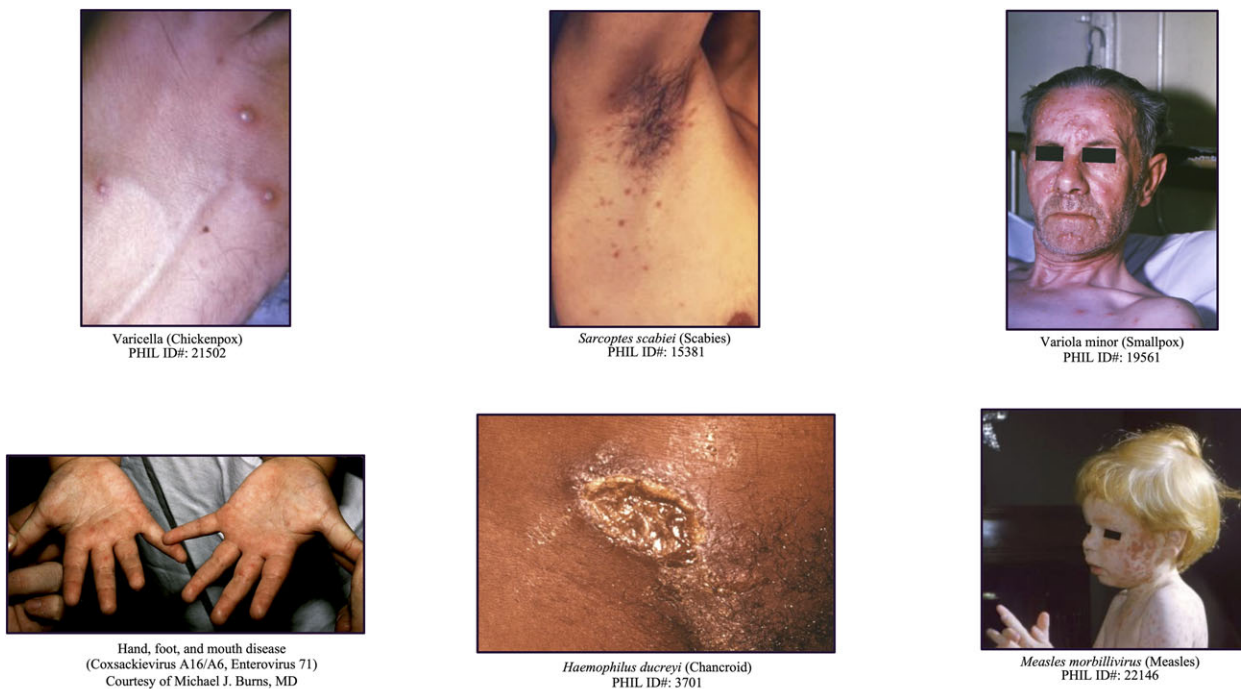 Varicella (Chickenpox)
PHIL ID#: 21502
Sarcoptes scabiei (Scabies)
PHIL ID#: 15381
Variola minor (Smallpox)
PHIL ID#: 19561
Hand, foot, and mouth disease
(Coxsackievirus A16/A6, Enterovirus 71)
Courtesy of Michael J. Burns, MD
Haemophilus ducreyi (Chancroid)
PHIL ID#: 3701
Measles morbillivirus (Measles)
PHIL ID#: 22146